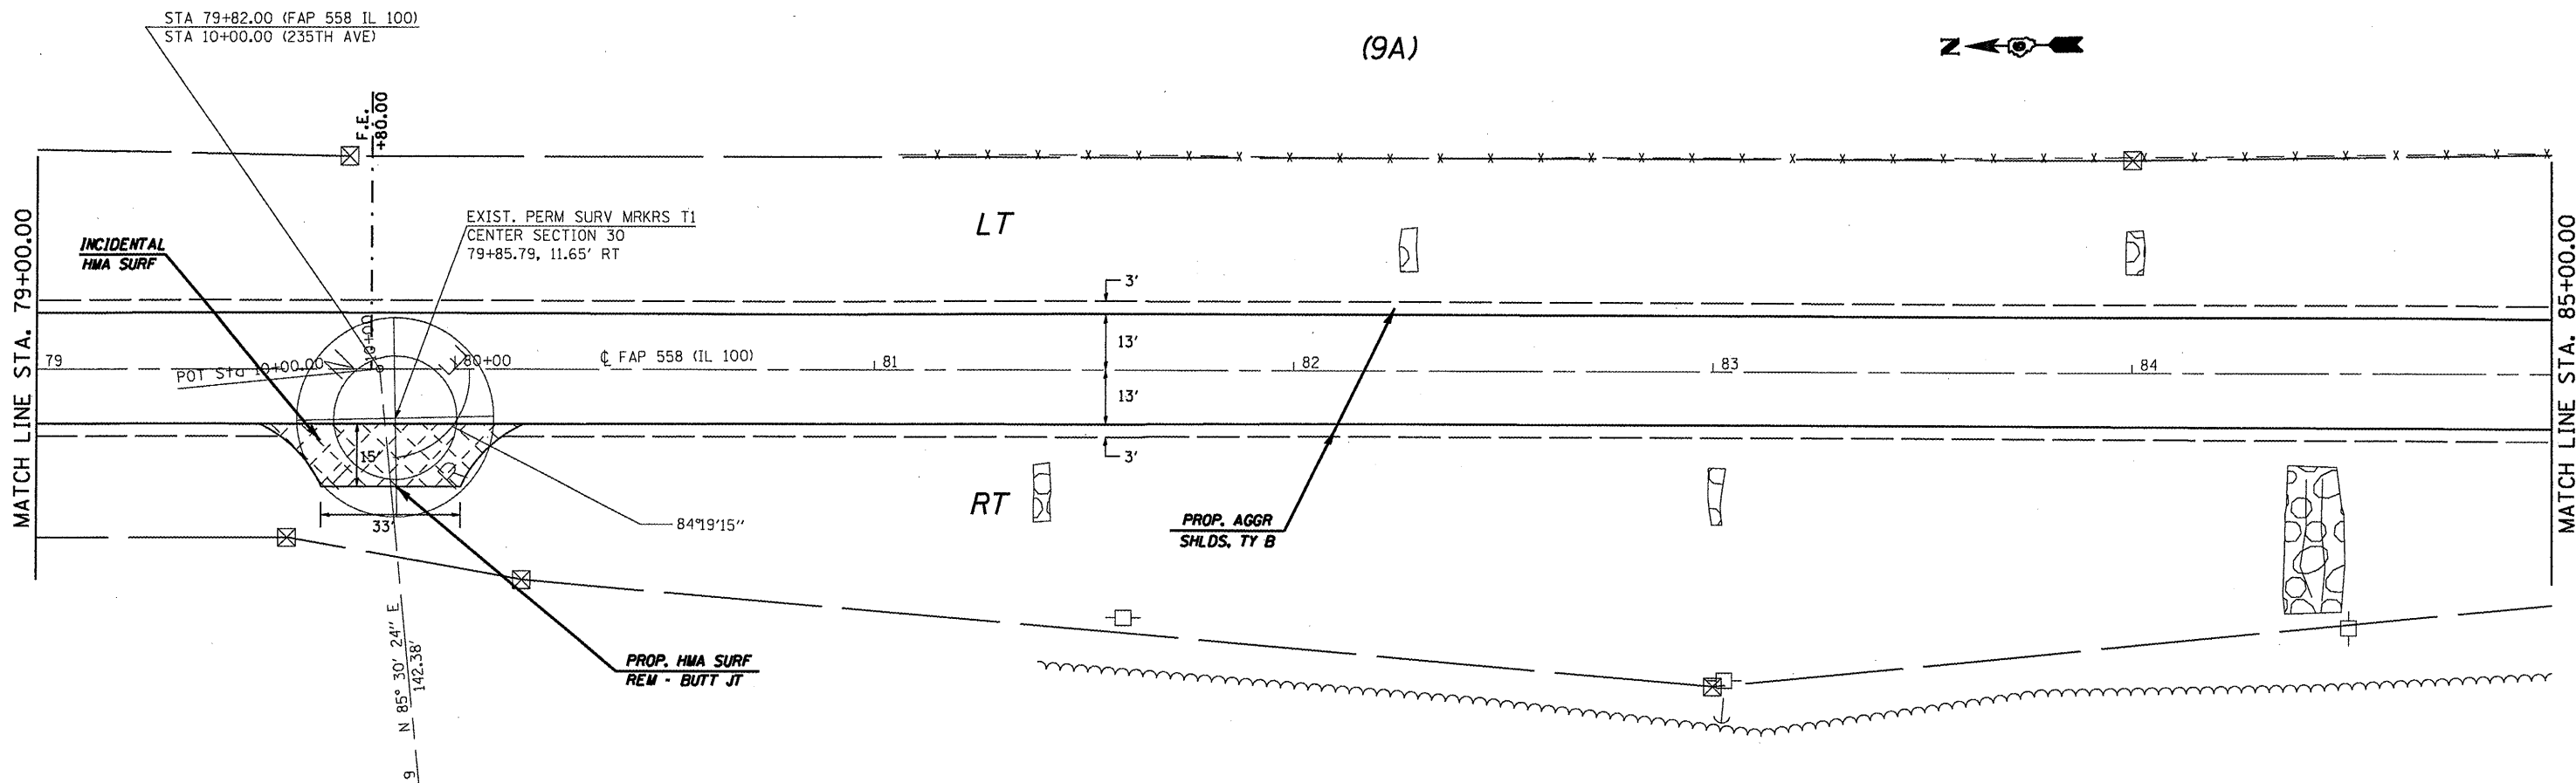 STA 79+82.00 (FAP 558 IL 100)
STA 10+00.00 (235TH AVE)
(9A)
N
F.E.
+80.00
MATCH LINE STA. 79+00.00
INCIDENTAL
HMA SURF
EXIST. PERM SURV MRKRS T1
CENTER SECTION 30
79+85.79, 11.65' RT
LT
3'
13'
13'
3'
79
POT Sta 10+00.00
10+00
80+00
℄ FAP 558 (IL 100)
81
82
83
84
15'
33'
84°19'15"
RT
PROP. AGGR
SHLDS, TY B
PROP. HMA SURF
REM - BUTT JT
N 85° 30' 24" E
142.38'
9
MATCH LINE STA. 85+00.00